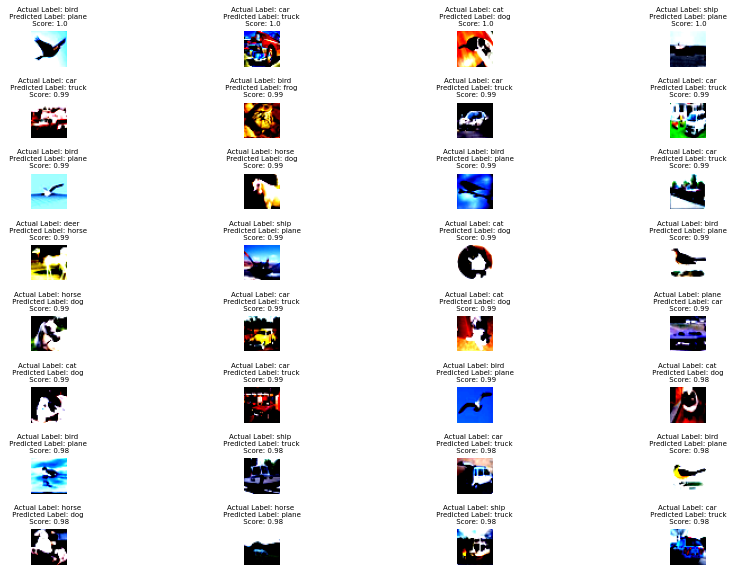 Actual Label: bird
Predicted Label: plane
Score: 1.0
Actual Label: car
Predicted Label: truck
Score: 1.0
Actual Label: cat
Predicted Label: dog
Score: 1.0
Actual Label: ship
Predicted Label: plane
Score: 1.0
Actual Label: car
Predicted Label: truck
Score: 0.99
Actual Label: bird
Predicted Label: frog
Score: 0.99
Actual Label: car
Predicted Label: truck
Score: 0.99
Actual Label: car
Predicted Label: truck
Score: 0.99
Actual Label: bird
Predicted Label: plane
Score: 0.99
Actual Label: horse
Predicted Label: dog
Score: 0.99
Actual Label: bird
Predicted Label: plane
Score: 0.99
Actual Label: car
Predicted Label: truck
Score: 0.99
Actual Label: deer
Predicted Label: horse
Score: 0.99
Actual Label: ship
Predicted Label: plane
Score: 0.99
Actual Label: cat
Predicted Label: dog
Score: 0.99
Actual Label: bird
Predicted Label: plane
Score: 0.99
Actual Label: horse
Predicted Label: dog
Score: 0.99
Actual Label: car
Predicted Label: truck
Score: 0.99
Actual Label: cat
Predicted Label: dog
Score: 0.99
Actual Label: plane
Predicted Label: car
Score: 0.99
Actual Label: cat
Predicted Label: dog
Score: 0.99
Actual Label: car
Predicted Label: truck
Score: 0.99
Actual Label: bird
Predicted Label: plane
Score: 0.99
Actual Label: cat
Predicted Label: dog
Score: 0.98
Actual Label: bird
Predicted Label: plane
Score: 0.98
Actual Label: ship
Predicted Label: truck
Score: 0.98
Actual Label: car
Predicted Label: truck
Score: 0.98
Actual Label: bird
Predicted Label: plane
Score: 0.98
Actual Label: horse
Predicted Label: dog
Score: 0.98
Actual Label: horse
Predicted Label: plane
Score: 0.98
Actual Label: ship
Predicted Label: truck
Score: 0.98
Actual Label: car
Predicted Label: truck
Score: 0.98